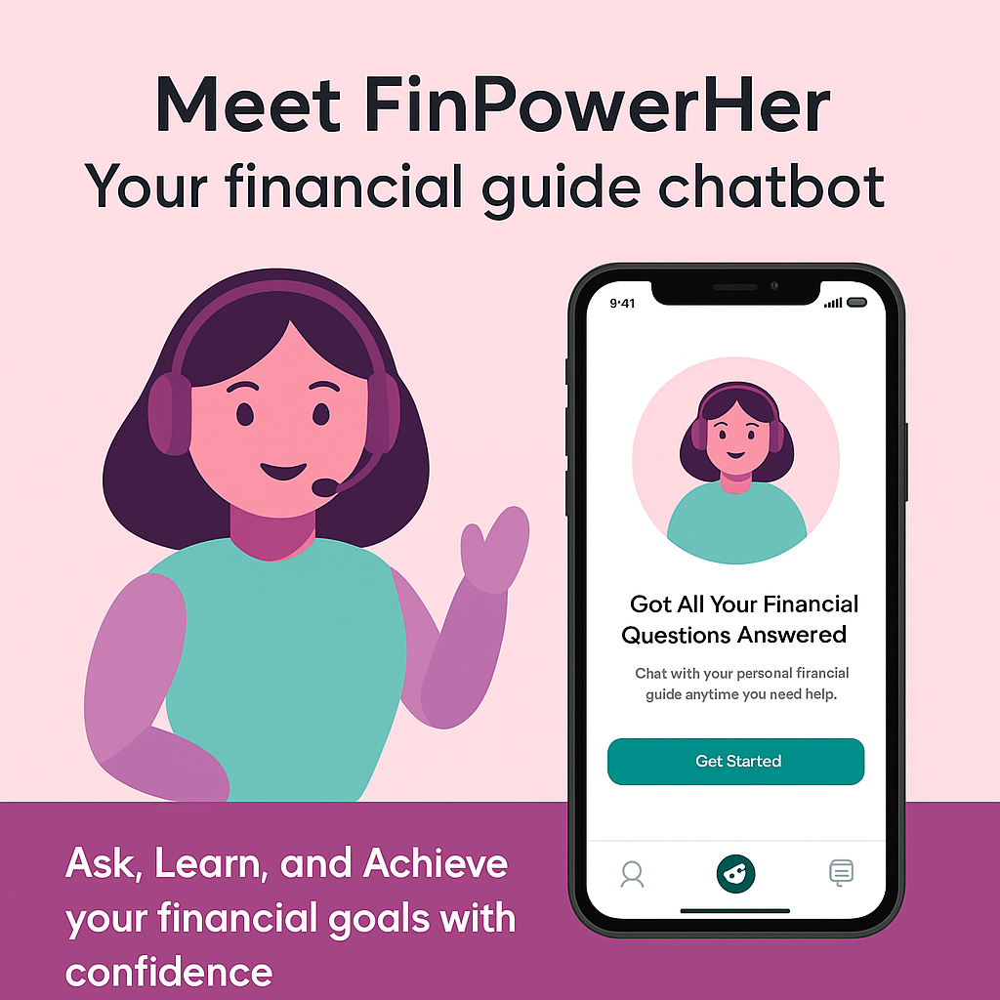 Meet FinPowerHer
Your financial guide chatbot
9:41
Got All Your Financial
Questions Answered
Chat with your personal financial
guide anytime you need help.
Get Started
Ask, Learn, and Achieve
your financial goals with
confidence